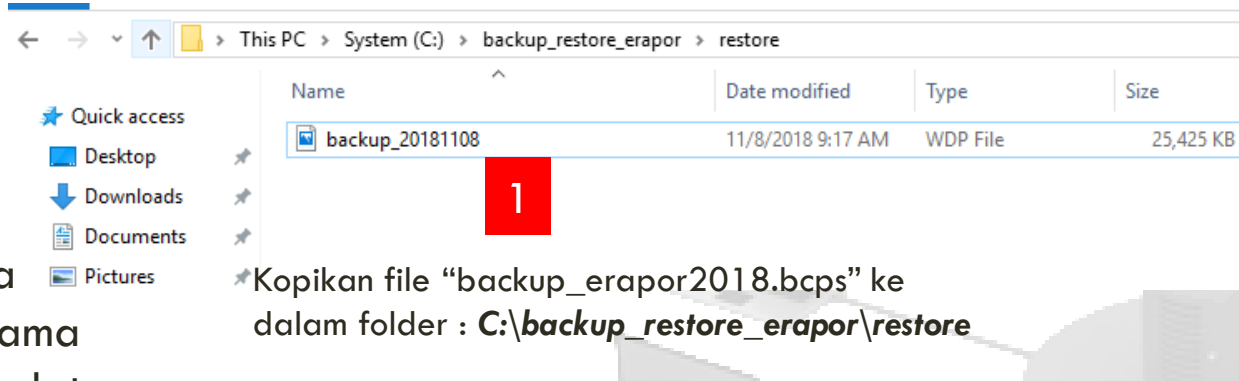 This PC > System (C:) > backup_restore_erapor > restore
Name Date modified Type Size
Quick access
backup_20181108 11/8/2018 9:17 AM WDP File 25,425 KB
Desktop
Downloads
Documents
Pictures
1
Kopikan file “backup_erapor2018.bcps” ke
dalam folder : C:\backup_restore_erapor\restore
a
ama